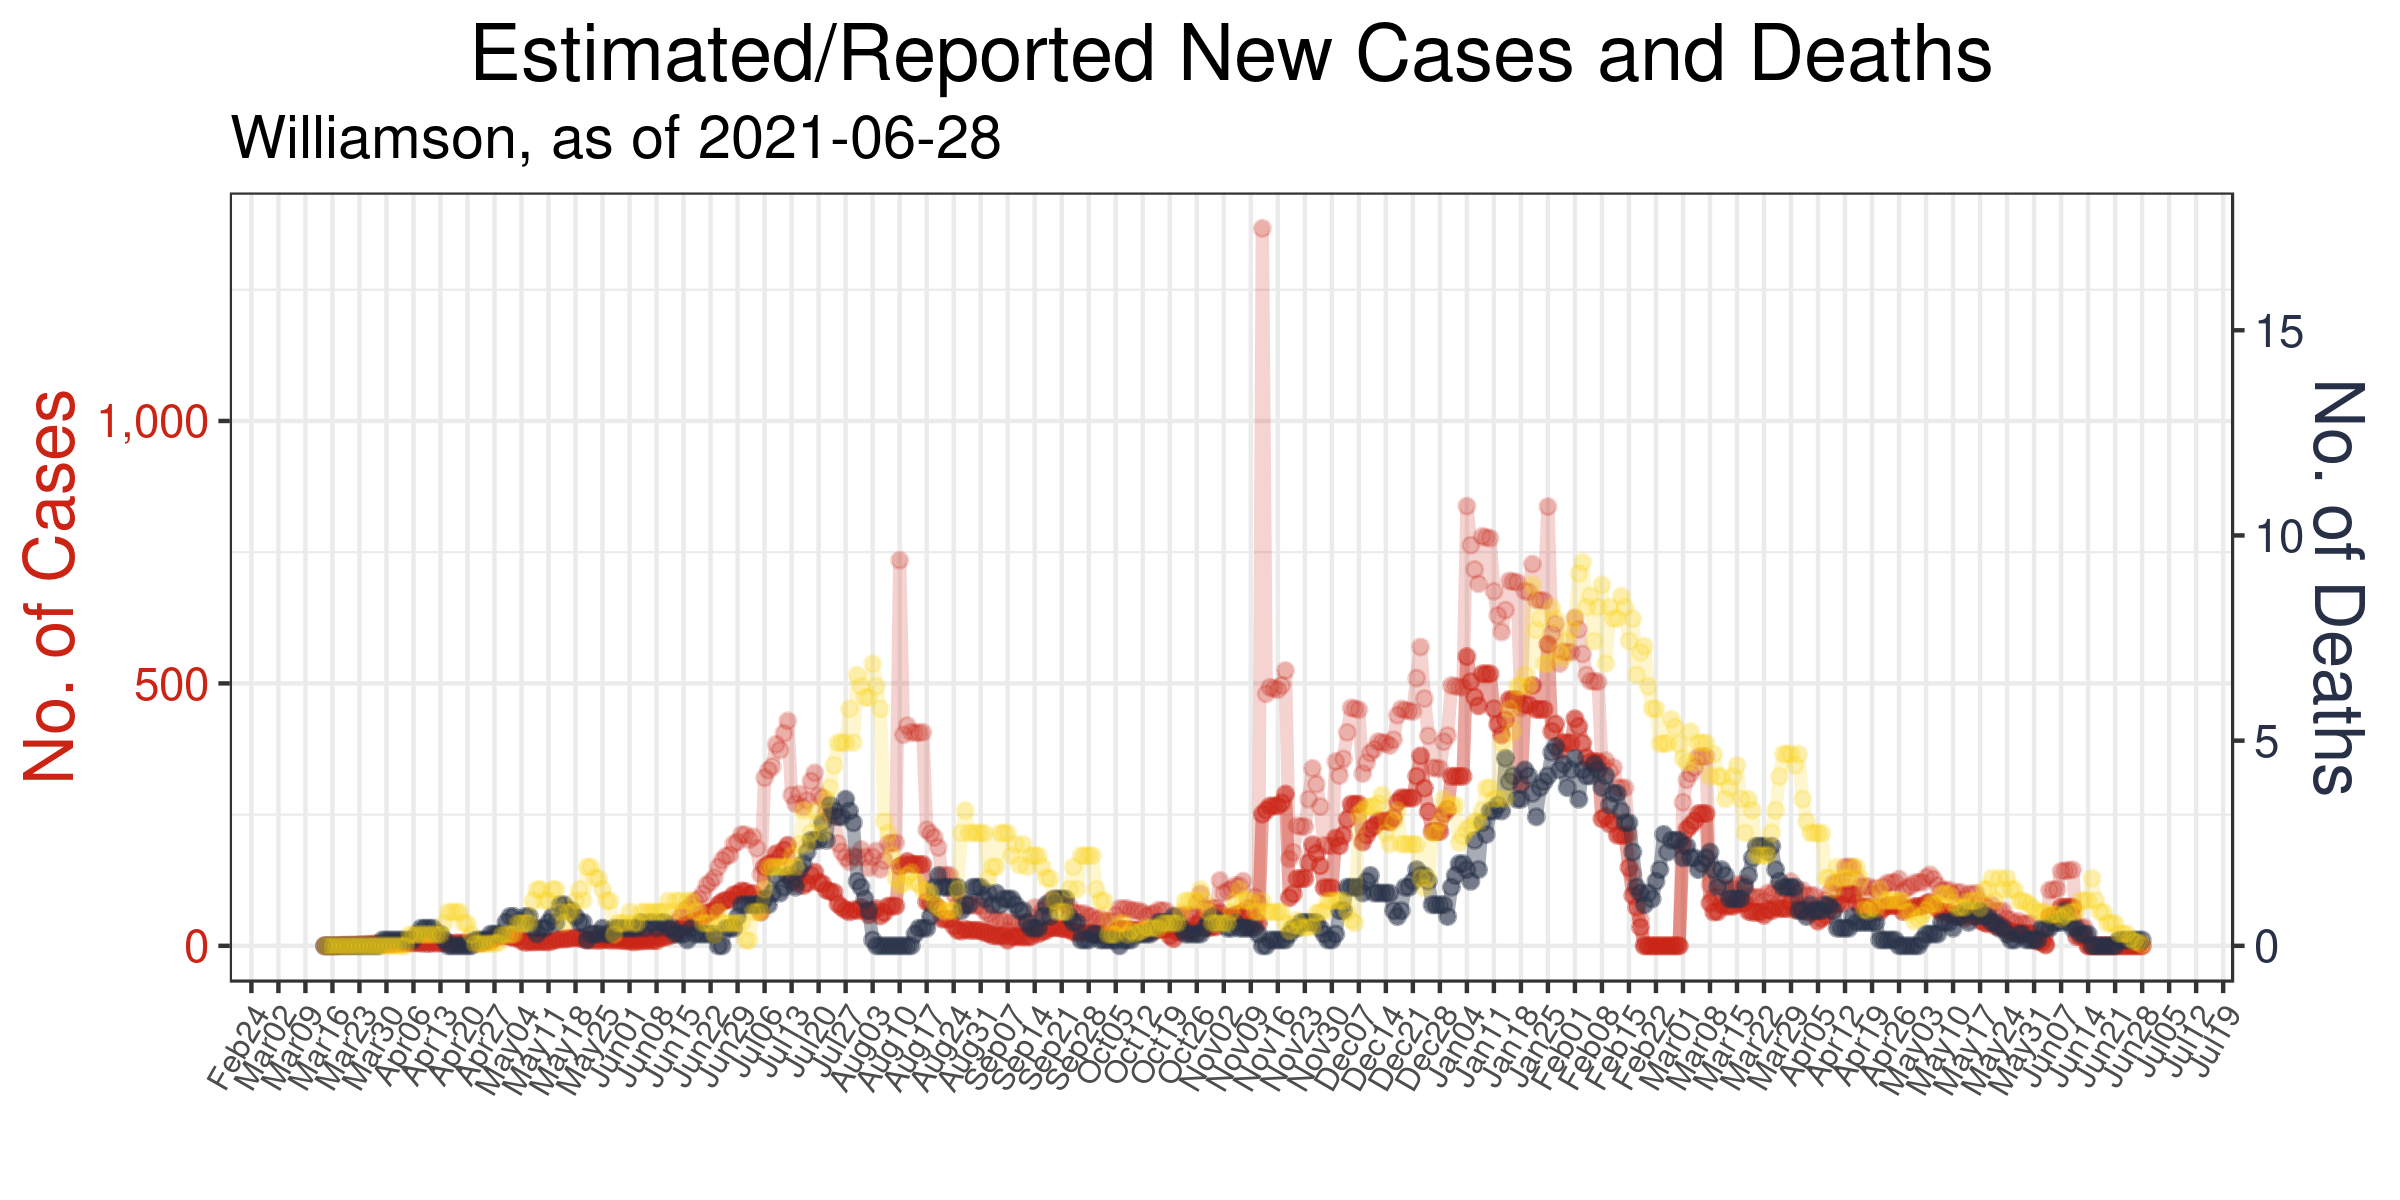 Estimated/Reported New Cases and Deaths
Williamson, as of 2021-06-28
No. of Cases
1,000
500
0
15
10
5
0
No. of Deaths
Feb24
Mar02
Mar09
Mar16
Mar23
Mar30
Apr06
Apr13
Apr20
Apr27
May04
May11
May18
May25
Jun01
Jun08
Jun15
Jun22
Jun29
Jul06
Jul13
Jul20
Jul27
Aug03
Aug10
Aug17
Aug24
Aug31
Sep07
Sep14
Sep21
Sep28
Oct05
Oct12
Oct19
Oct26
Nov02
Nov09
Nov16
Nov23
Nov30
Dec07
Dec14
Dec21
Dec28
Jan04
Jan11
Jan18
Jan25
Feb01
Feb08
Feb15
Feb22
Mar01
Mar08
Mar15
Mar22
Mar29
Apr05
Apr12
Apr19
Apr26
May03
May10
May17
May24
May31
Jun07
Jun14
Jun21
Jun28
Jul05
Jul12
Jul19